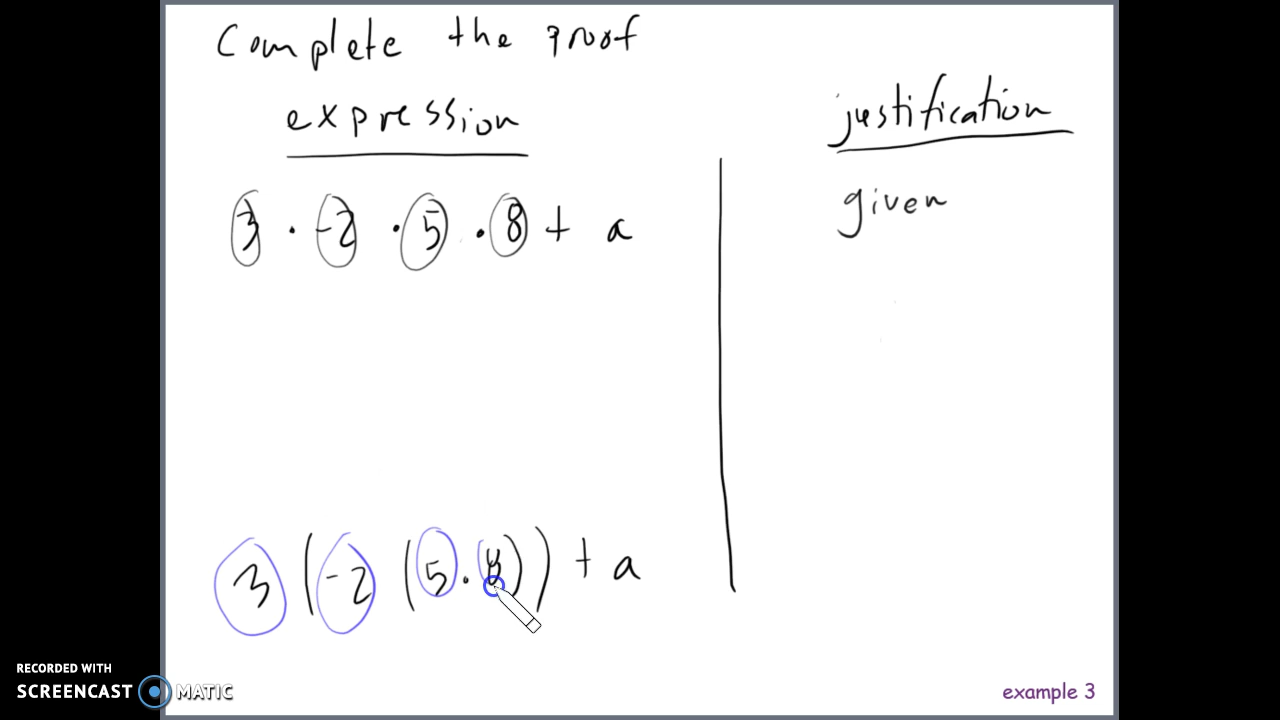 Complete the proof
expression justification
3 · -2 · 5 · 8 + a given
3 (-2 (5 · 8)) + a
RECORDED WITH
SCREENCAST MATIC
example 3